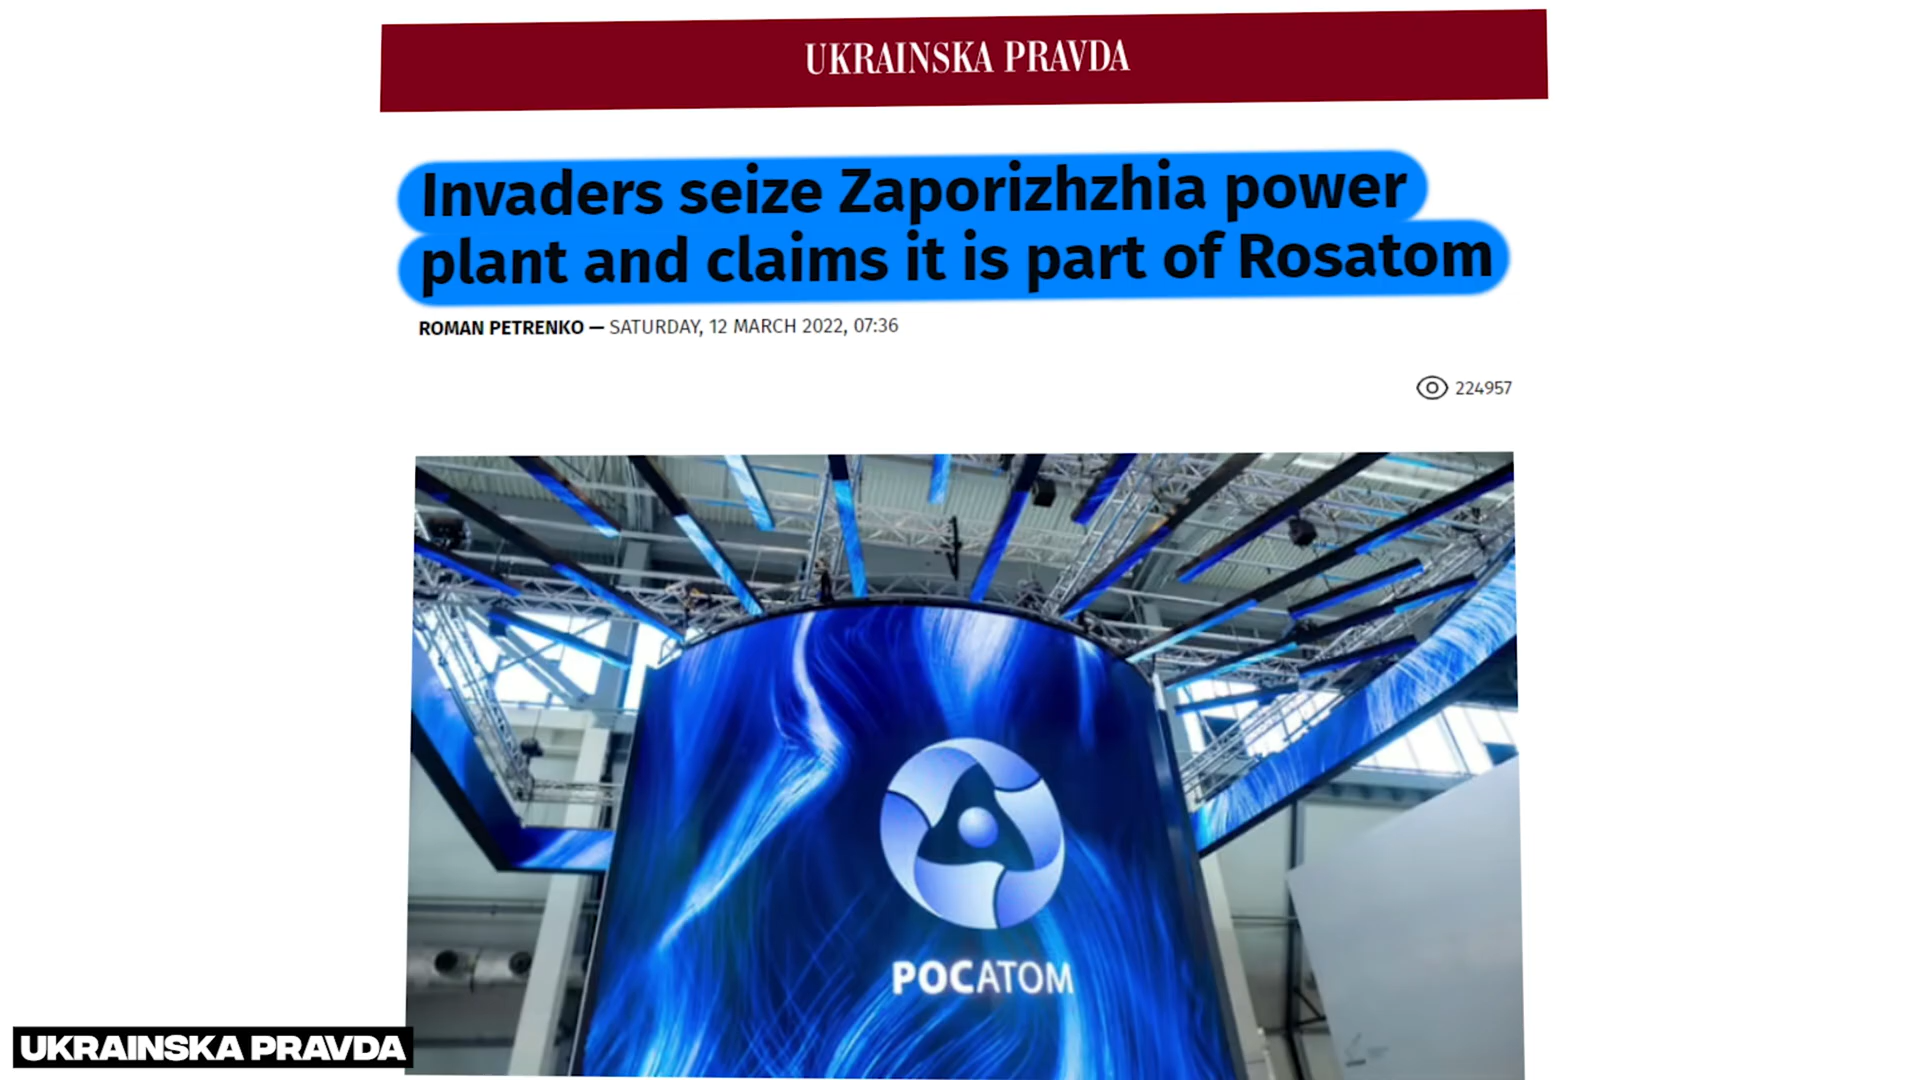 UKRAINSKA PRAVDA
Invaders seize Zaporizhzhia power
plant and claims it is part of Rosatom
ROMAN PETRENKO — SATURDAY, 12 MARCH 2022, 07:36
224957
РОСАТОМ
UKRAINSKA PRAVDA